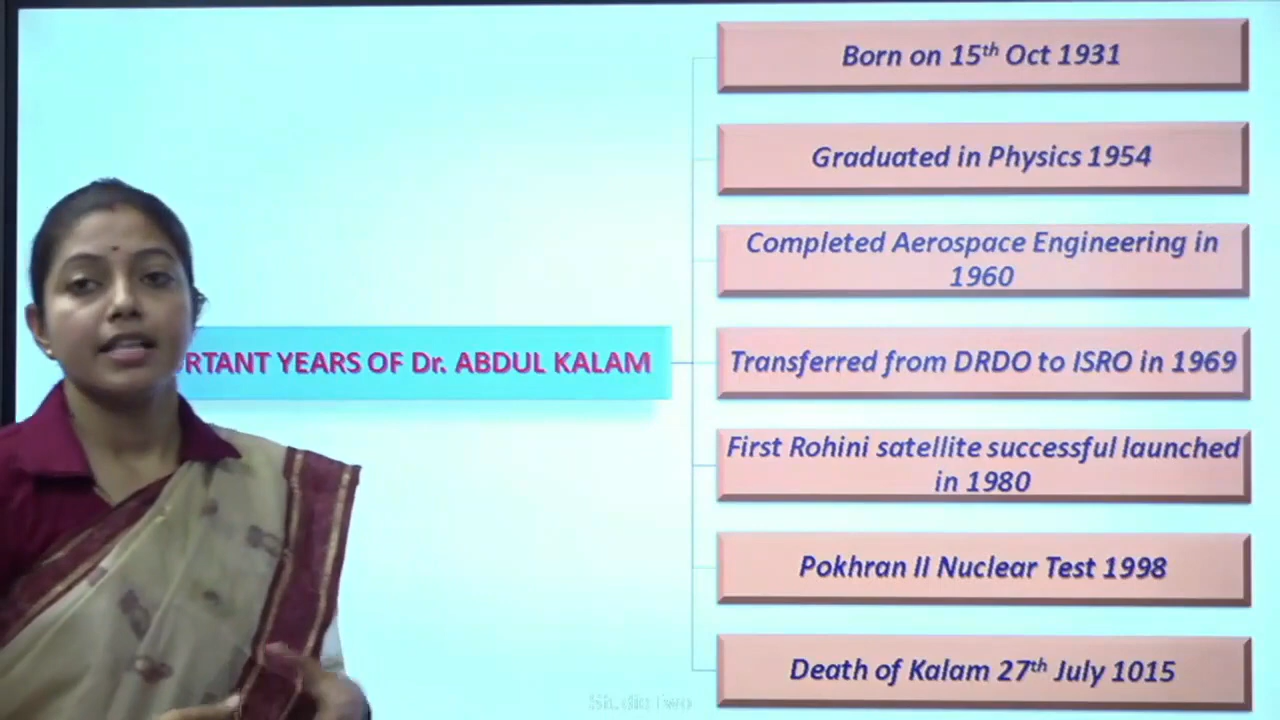 Born on 15th Oct 1931
Graduated in Physics 1954
Completed Aerospace Engineering in
1960
RTANT YEARS OF Dr. ABDUL KALAM
Transferred from DRDO to ISRO in 1969
First Rohini satellite successful launched
in 1980
Pokhran II Nuclear Test 1998
Death of Kalam 27th July 1015